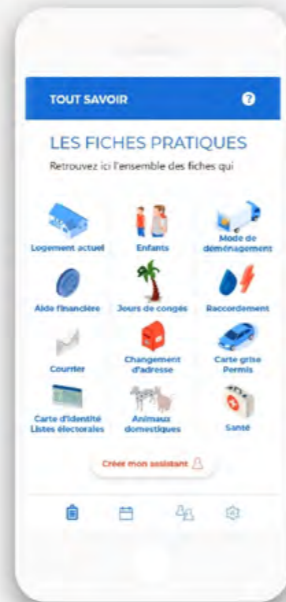 TOUT SAVOIR ?
LES FICHES PRATIQUES
Retrouvez ici l'ensemble des fiches qui
Logement actuel
Enfants
Mode de
déménagement
Aide financière
Jours de congés
Raccordement
Courrier
Changement
d'adresse
Carte grise
Permis
Carte d'identité
Listes électorales
Animaux
domestiques
Santé
Créer mon assistant